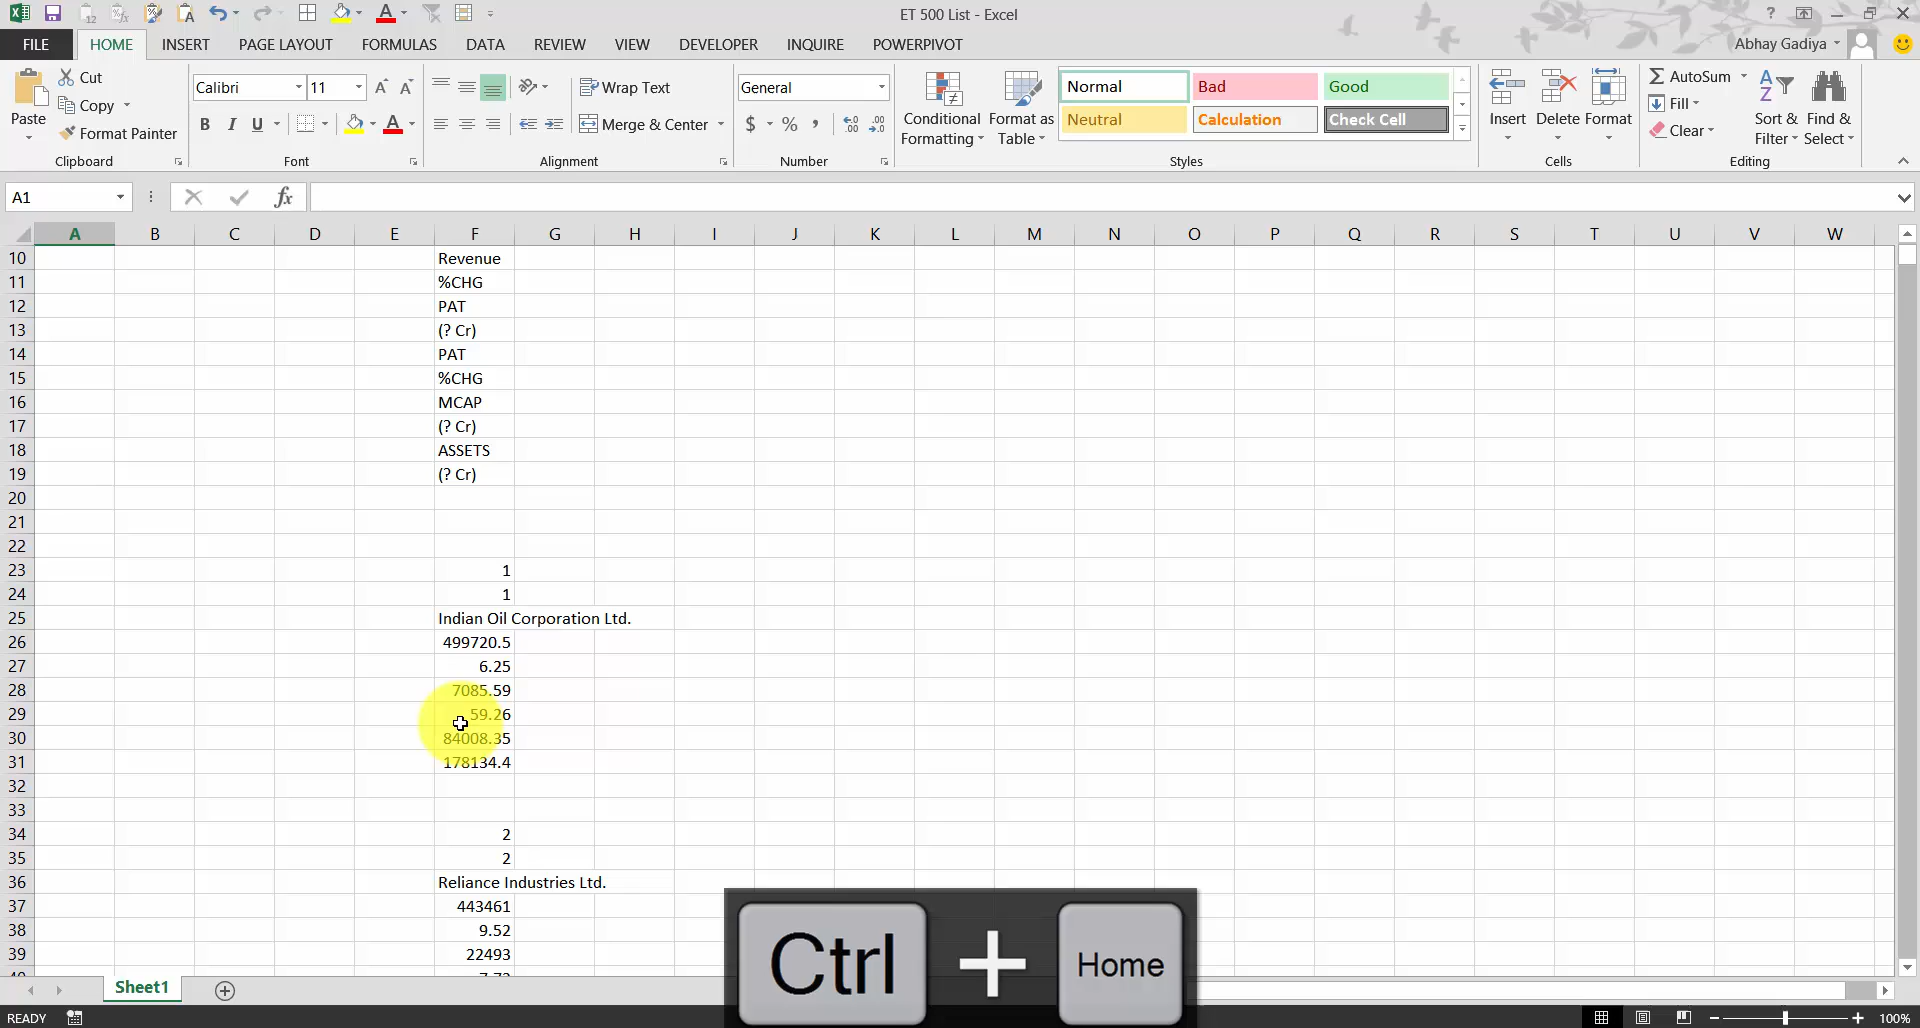 ET 500 List - Excel
?
FILE HOME INSERT PAGE LAYOUT FORMULAS DATA REVIEW VIEW DEVELOPER INQUIRE POWERPIVOT Abhay Gadiya
Paste
Cut
Copy
Format Painter
Calibri 11 A A
B I U A
Wrap Text
Merge & Center
General
$ % ,
Conditional Formatting
Format as Table
Normal Bad Good
Neutral Calculation Check Cell
Insert Delete Format
AutoSum
Fill
Clear
Sort & Filter
Find & Select
Clipboard Font Alignment Number Styles Cells Editing
A1 fx
A B C D E F G H I J K L M N O P Q R S T U V W
10 Revenue
11 %CHG
12 PAT
13 (? Cr)
14 PAT
15 %CHG
16 MCAP
17 (? Cr)
18 ASSETS
19 (? Cr)
20
21
22
23 1
24 1
25 Indian Oil Corporation Ltd.
26 499720.5
27 6.25
28 7085.59
29 59.26
30 84008.35
31 178134.4
32
33
34 2
35 2
36 Reliance Industries Ltd.
37 443461
38 9.52
39 22493
Ctrl + Home
Sheet1
READY 100%